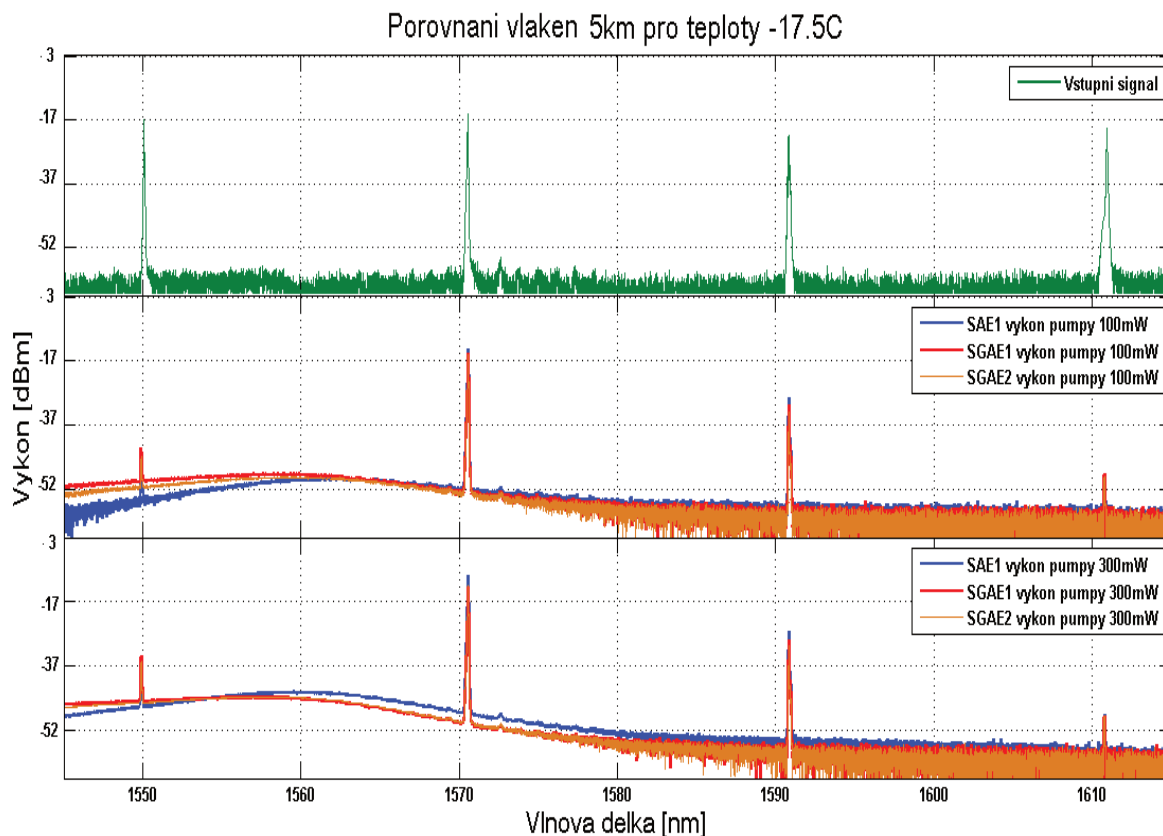 Porovnani vlaken 5km pro teploty -17.5C
-3
Vstupni signal
-17
-37
-52
-3
SAE1 vykon pumpy 100mW
SGAE1 vykon pumpy 100mW
SGAE2 vykon pumpy 100mW
-17
-37
-52
Vykon [dBm]
-3
SAE1 vykon pumpy 300mW
SGAE1 vykon pumpy 300mW
SGAE2 vykon pumpy 300mW
-17
-37
-52
1550 1560 1570 1580 1590 1600 1610
Vlnova delka [nm]